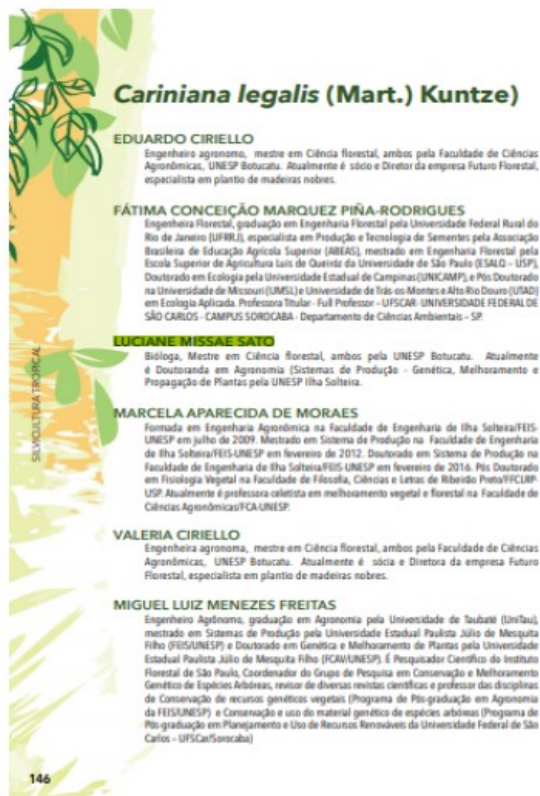 Cariniana legalis (Mart.) Kuntze)
EDUARDO CIRIELLO
Engenheiro agronomo, mestre em Ciência florestal, ambos pela Faculdade de Ciências
Agronômicas, UNESP Botucatu. Atualmente é sócio e Diretor da empresa Futuro Florestal,
especialista em plantio de madeiras nobres.
FÁTIMA CONCEIÇÃO MARQUEZ PIÑA-RODRIGUES
Engenheira Florestal, graduação em Engenharia Florestal pela Universidade Federal Rural do
Rio de Janeiro (UFRRJ), especialista em Produção e Tecnologia de Sementes pela Associação
Brasileira de Educação Agrícola Superior (ABEAS), mestrado em Engenharia Florestal pela
Escola Superior de Agricultura Luis de Queiróz da Universidade de São Paulo (ESALQ – USP),
Doutorado em Ecologia pela Universidade Estadual de Campinas (UNICAMP), e Pós Doutorado
na Universidade de Missouri (UMSL) e Universidade de Trás-os-Montes e Alto Rio Douro (UTAD)
em Ecologia Aplicada. Professora Titular - Full Professor – UFSCAR- UNIVERSIDADE FEDERAL DE
SÃO CARLOS - CAMPUS SOROCABA - Departamento de Ciências Ambientais – SP.
LUCIANE MISSAE SATO
Bióloga, Mestre em Ciência florestal, ambos pela UNESP Botucatu. Atualmente
é Doutoranda em Agronomia (Sistemas de Produção - Genética, Melhoramento e
Propagação de Plantas pela UNESP Ilha Solteira.
MARCELA APARECIDA DE MORAES
Formada em Engenharia Agronômica na Faculdade de Engenharia de Ilha Solteira/FEIS-
UNESP em julho de 2009. Mestrado em Sistema de Produção na Faculdade de Engenharia
de Ilha Solteira/FEIS-UNESP em fevereiro de 2012. Doutorado em Sistema de Produção na
Faculdade de Engenharia de Ilha Solteira/FEIS-UNESP em fevereiro de 2016. Pós Doutorado
em Fisiologia Vegetal na Faculdade de Filosofia, Ciências e Letras de Ribeirão Preto/FFCLRP-
USP. Atualmente é professora celetista em melhoramento vegetal e florestal na Faculdade de
Ciências Agronômicas/FCA-UNESP.
VALERIA CIRIELLO
Engenheira agronoma, mestre em Ciência florestal, ambos pela Faculdade de Ciências
Agronômicas, UNESP Botucatu. Atualmente é sócia e Diretora da empresa Futuro
Florestal, especialista em plantio de madeiras nobres.
MIGUEL LUIZ MENEZES FREITAS
Engenheiro Agrônomo, graduação em Agronomia pela Universidade de Taubaté (UniTau),
mestrado em Sistemas de Produção pela Universidade Estadual Paulista Júlio de Mesquita
Filho (FEIS/UNESP) e Doutorado em Genética e Melhoramento de Plantas pela Universidade
Estadual Paulista Júlio de Mesquita Filho (FCAV/UNESP). É Pesquisador Científico do Instituto
Florestal de São Paulo, Coordenador do Grupo de Pesquisa em Conservação e Melhoramento
Genético de Espécies Arbóreas, revisor de diversas revistas científicas e professor das disciplinas
de Conservação de recursos genéticos vegetais (Programa de Pós-graduação em Agronomia
da FEIS/UNESP) e Conservação e uso do material genético de espécies arbóreas (Programa de
Pós-graduação em Planejamento e Uso de Recursos Renováveis da Universidade Federal de São
Carlos – UFSCar/Sorocaba)
SILVICULTURA TROPICAL
146